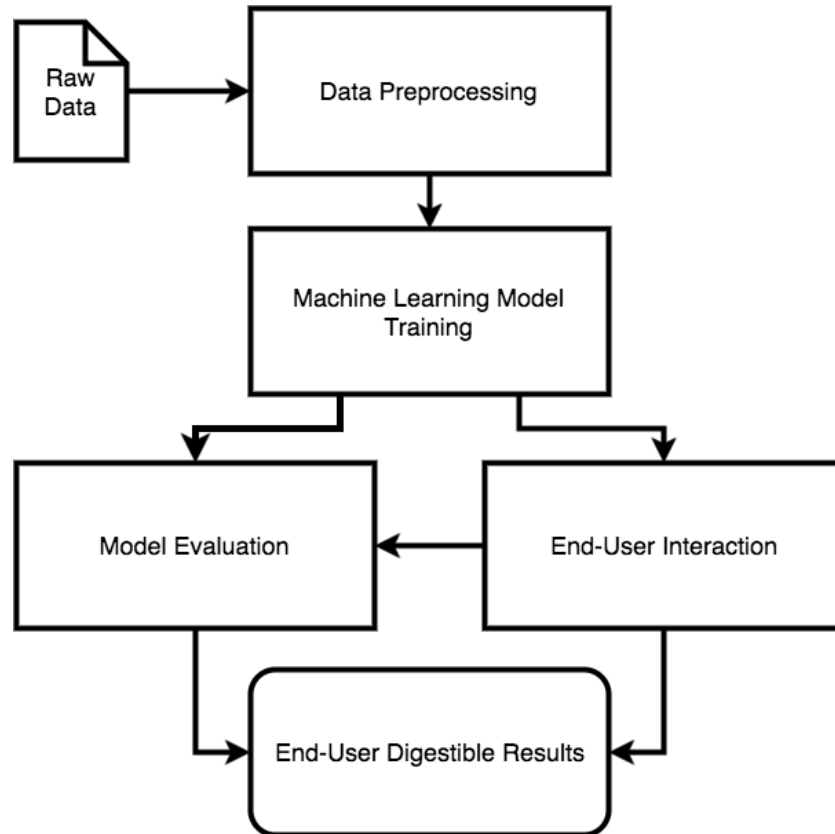 Raw
Data
Data Preprocessing
Machine Learning Model
Training
Model Evaluation
End-User Interaction
End-User Digestible Results